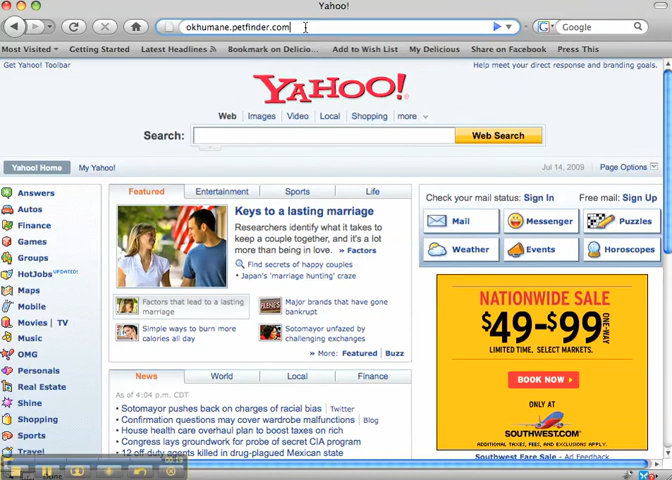 Yahoo!
okhumane.petfinder.com
Google
Most Visited Getting Started Latest Headlines Bookmark on Delicio... Add to Wish List My Delicious Share on Facebook Press This
Get Yahoo! Toolbar
Help meet your direct response and branding goals.
YAHOO!
Web Images Video Local Shopping more
Search: Web Search
Yahoo! Home My Yahoo! Jul 14, 2009 Page Options
Answers
Autos
Finance
Games
Groups
HotJobs UPDATED!
Maps
Mobile
Movies | TV
Music
OMG
Personals
Real Estate
Shine
Shopping
Sports
Travel
Featured Entertainment Sports Life
Keys to a lasting marriage
Researchers identify what it takes to
keep a couple together, and it's a lot
more than being in love. » Factors
Find secrets of happy couples
• Japan's 'marriage hunting' craze
Factors that lead to a lasting
marriage
Major brands that have gone
bankrupt
Simple ways to burn more
calories all day
Sotomayor unfazed by
challenging exchanges
» More: Featured | Buzz
News World Local Finance
As of 4:04 p.m. CDT
• Sotomayor pushes back on charges of racial bias | Twitter
• Confirmation questions may cover wardrobe malfunctions | Blog
• House health care overhaul plan to boost taxes on rich
• Congress lays groundwork for probe of secret CIA program
• 12 off-duty agents killed in drug-plagued Mexican state
Check your mail status: Sign In Free mail: Sign Up
Mail Messenger Puzzles
Weather Events Horoscopes
NATIONWIDE SALE
$49-$99 ONE-WAY
LIMITED TIME. SELECT MARKETS.
BOOK NOW
ONLY AT
SOUTHWEST.COM
ADDITIONAL TAXES, FEES, AND EXCLUSIONS APPLY.
Southwest Fare Sale - Ad Feedback
Done